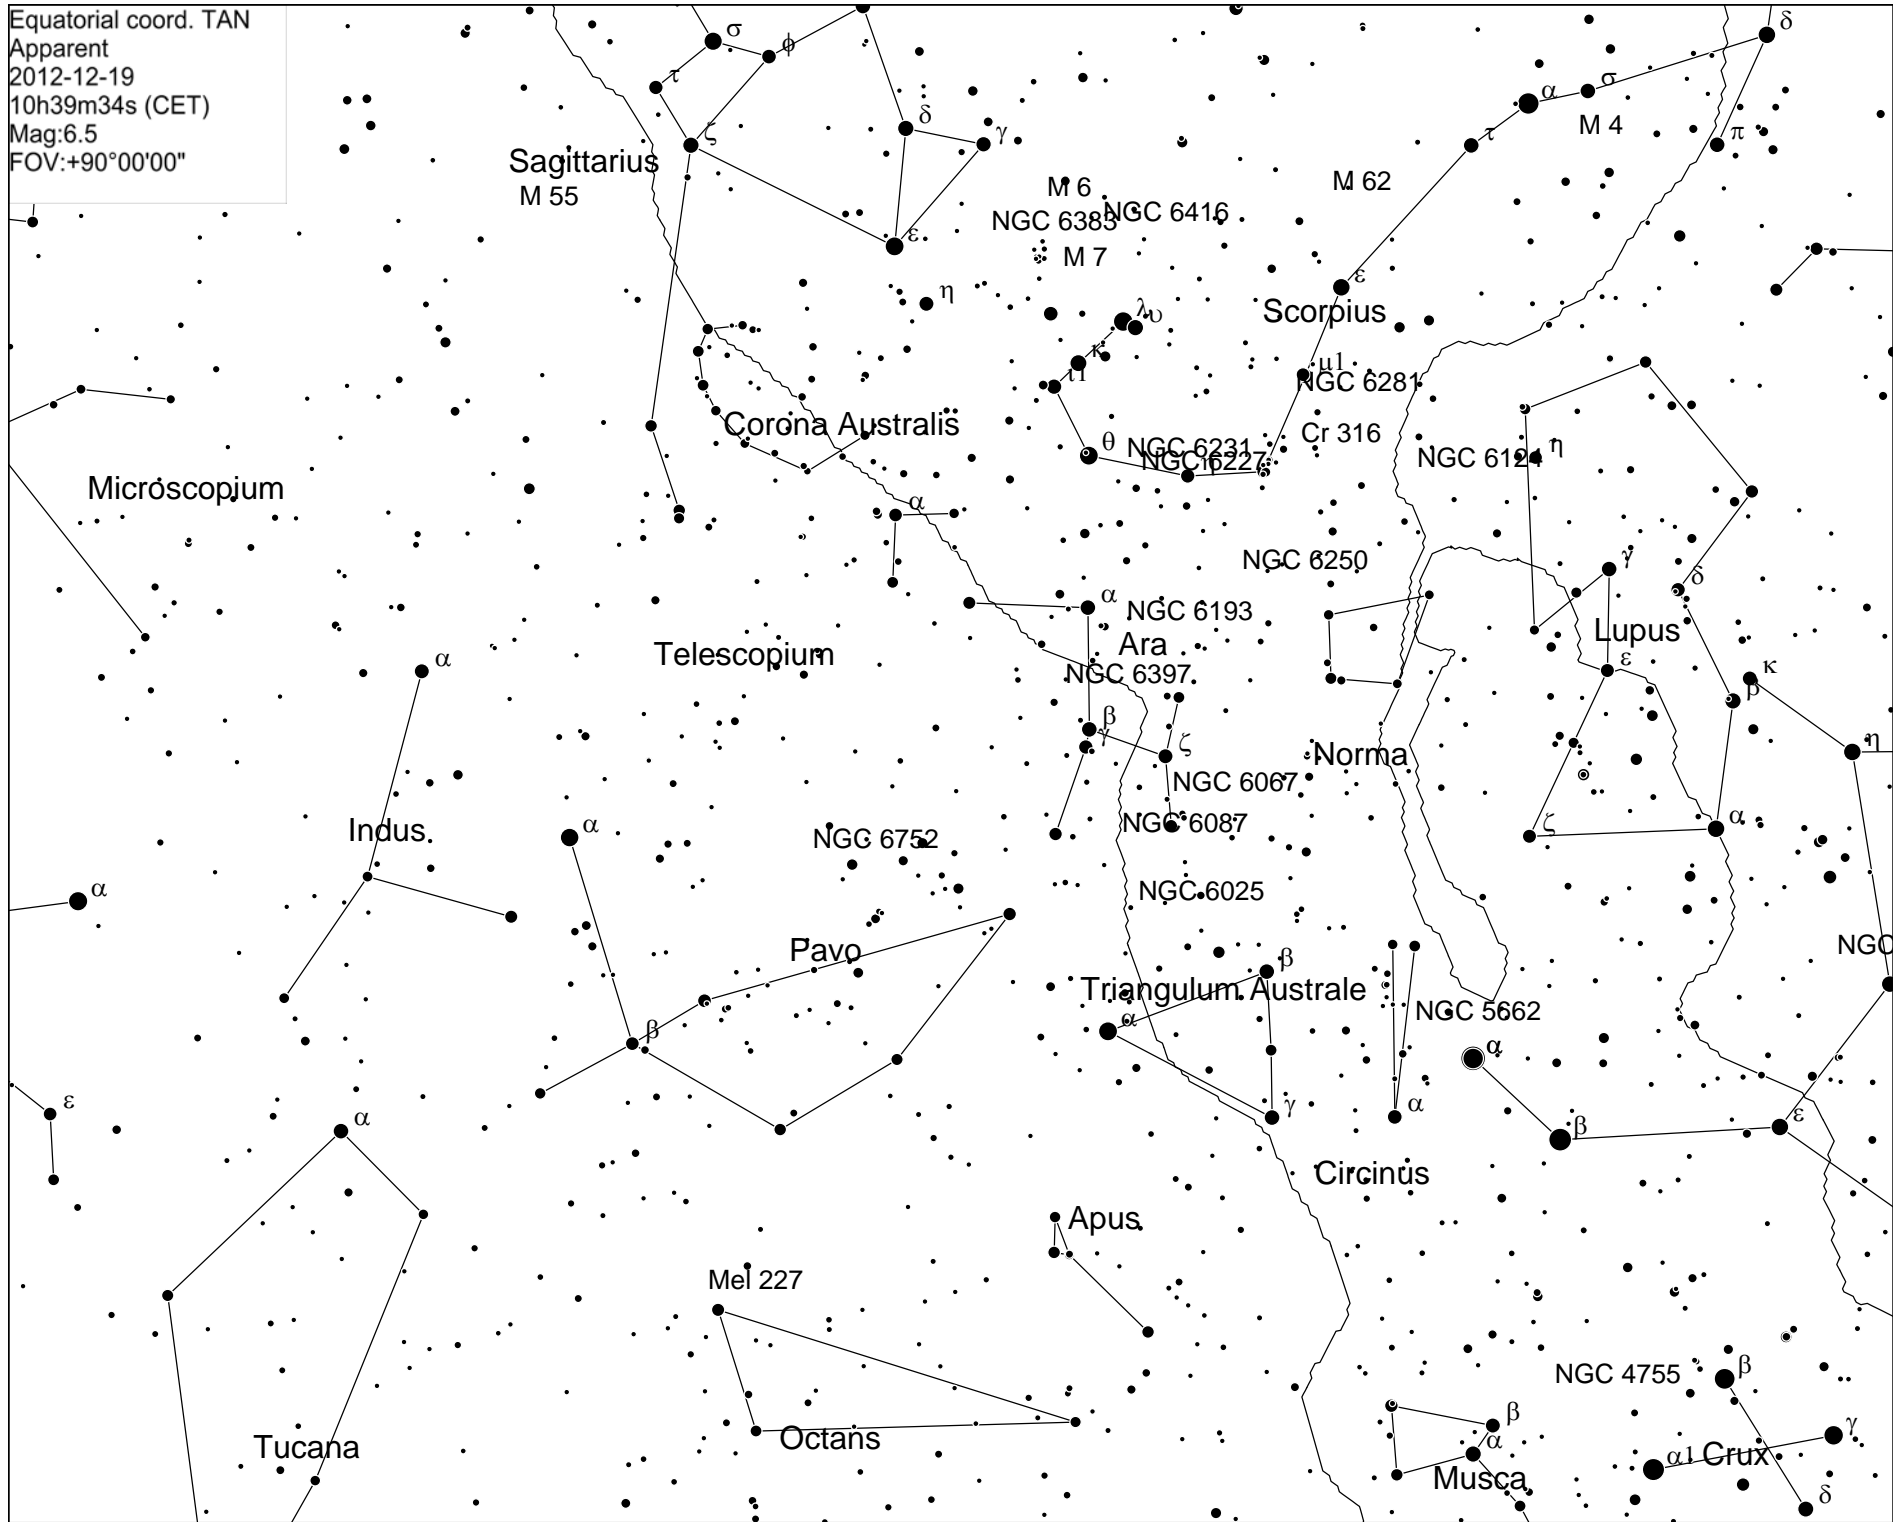 Equatorial coord. TAN
Apparent
2012-12-19
10h39m34s (CET)
Mag:6.5
FOV:+90°00'00"
σ
φ
δ
τ
α
σ
M 4
δ
γ
π
ζ
Sagittarius
M 55
M 6
M 62
NGC 6383
NGC 6416
ε
M 7
ε
η
Scorpius
λ
υ
κ
ι1
μ1
NGC 6281
Corona Australis
θ
Cr 316
NGC 6231
NGC 6227
η
NGC 6124
η
Microscopium
α
NGC 6250
γ
δ
α
NGC 6193
Lupus
Ara
Telescopium
α
NGC 6397
ε
κ
β
β
γ
ζ
Norma
η
NGC 6067
Indus
α
NGC 6752
NGC 6087
ζ
α
α
NGC 6025
Pavo
β
NGC
Triangulum Australe
α
NGC 5662
β
α
ε
α
γ
α
β
ε
Circinus
Apus
Mel 227
NGC 4755
β
Octans
β
α
γ
Tucana
Musca
α1
Crux
δ